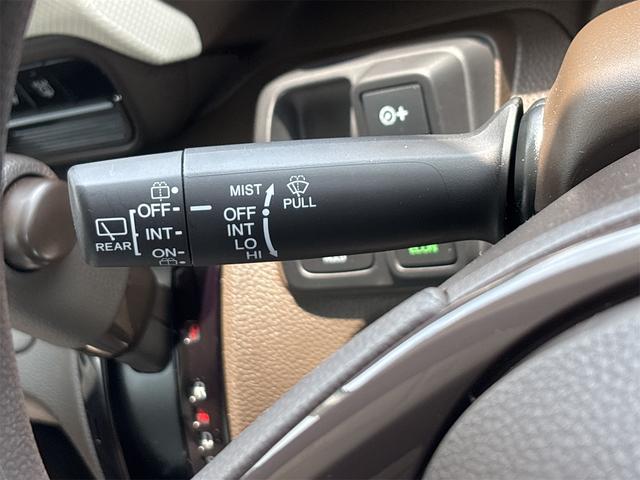 MIST
PULL
OFF
INT
LO
HI
OFF
INT
ON
REAR